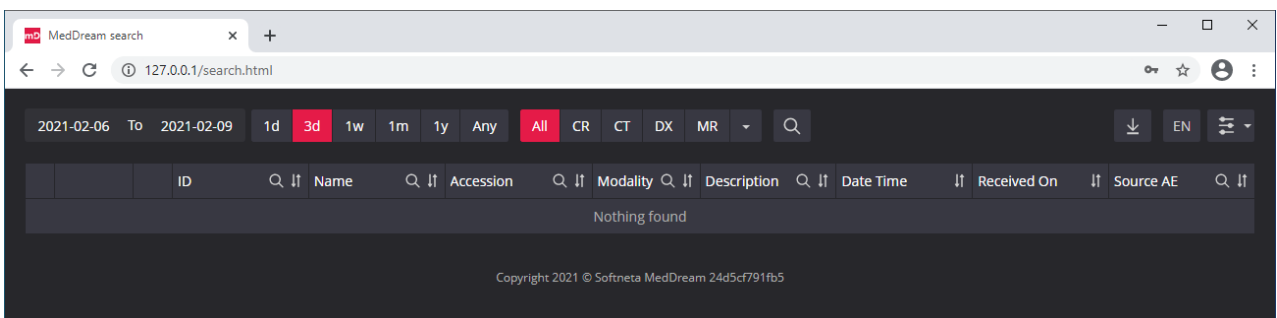 mD MedDream search
127.0.0.1/search.html
2021-02-06 To 2021-02-09 1d 3d 1w 1m 1y Any All CR CT DX MR EN
ID Name Accession Modality Description Date Time Received On Source AE
Nothing found
Copyright 2021 © Softneta MedDream 24d5cf791fb5